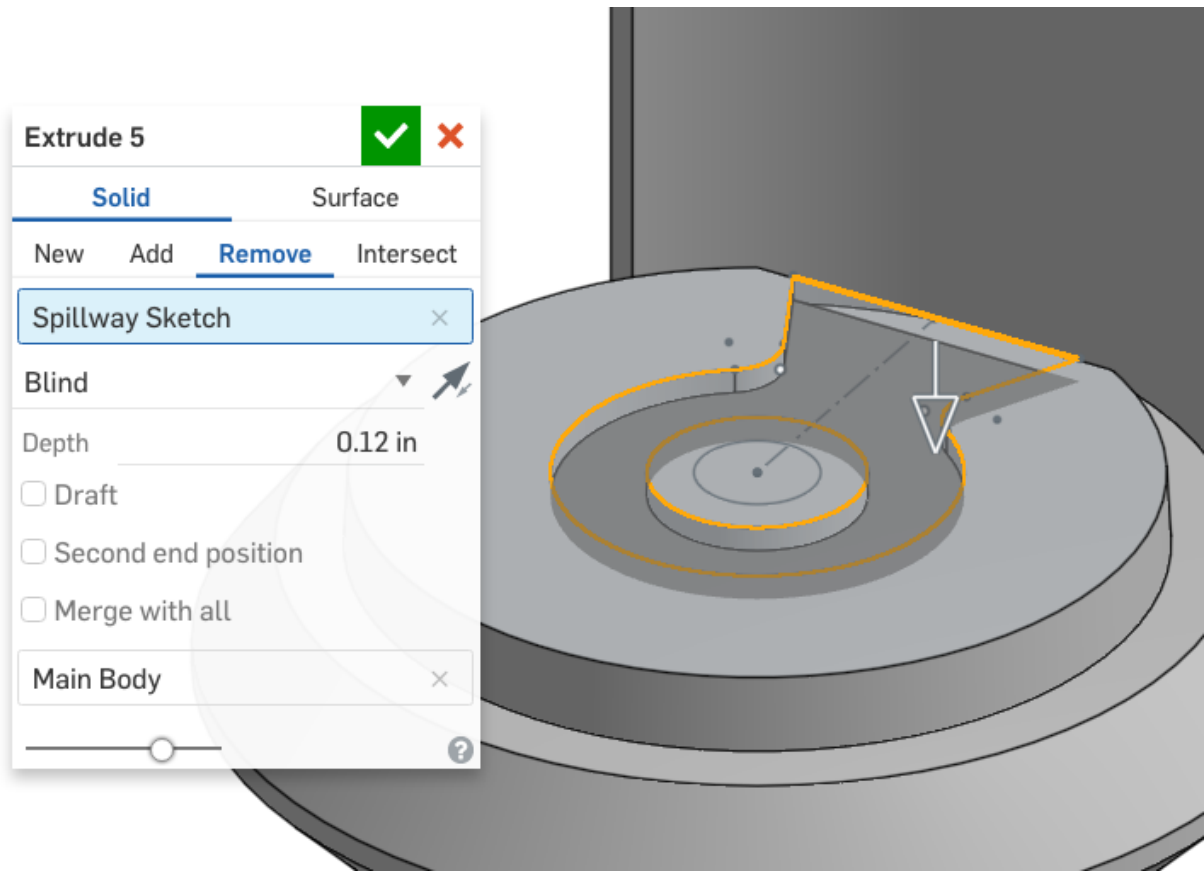 Extrude 5
Solid Surface
New Add Remove Intersect
Spillway Sketch
Blind
Depth 0.12 in
Draft
Second end position
Merge with all
Main Body
?